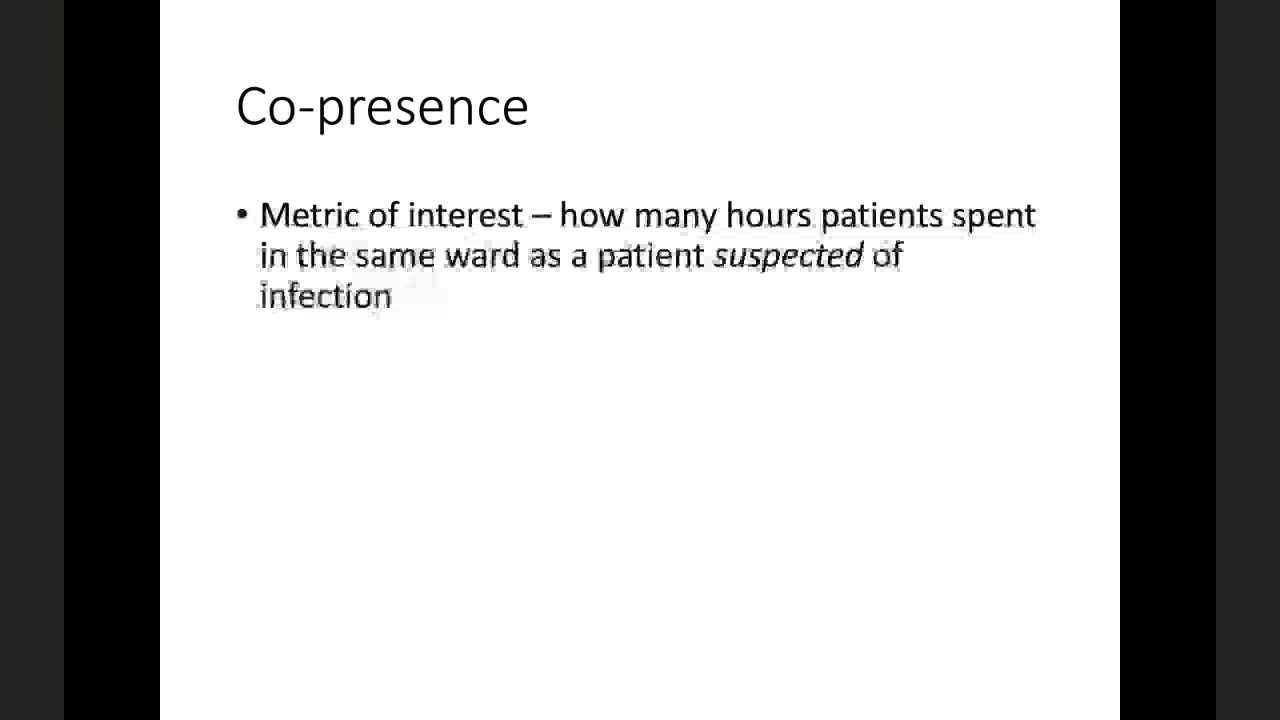 Co-presence
• Metric of interest – how many hours patients spent
in the same ward as a patient suspected of
infection